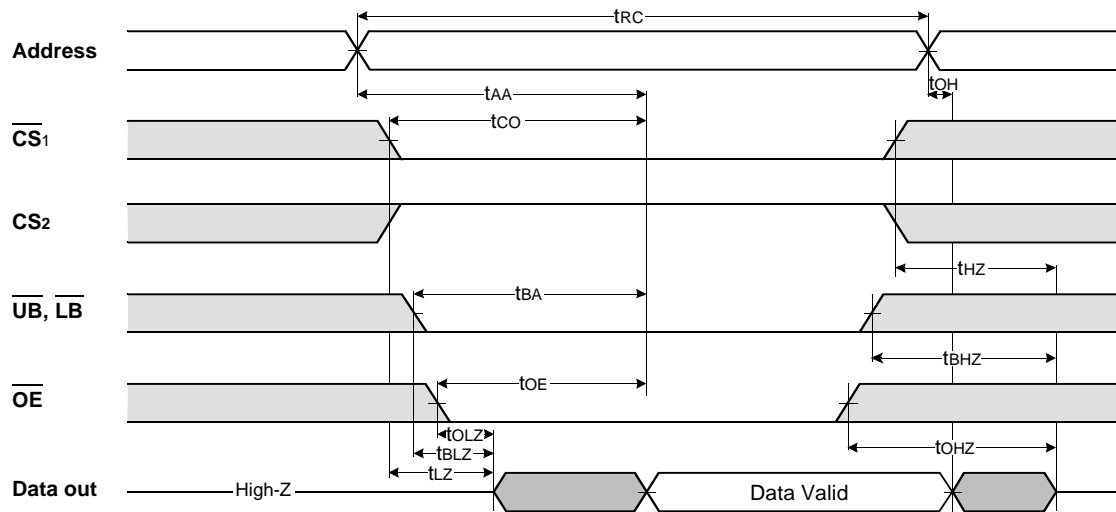 tRC
Address
tOH
tAA
tCO
CS1
CS2
tHZ
tBA
UB, LB
tBHZ
tOE
OE
tOLZ
tBLZ
tOHZ
tLZ
Data out
High-Z
Data Valid